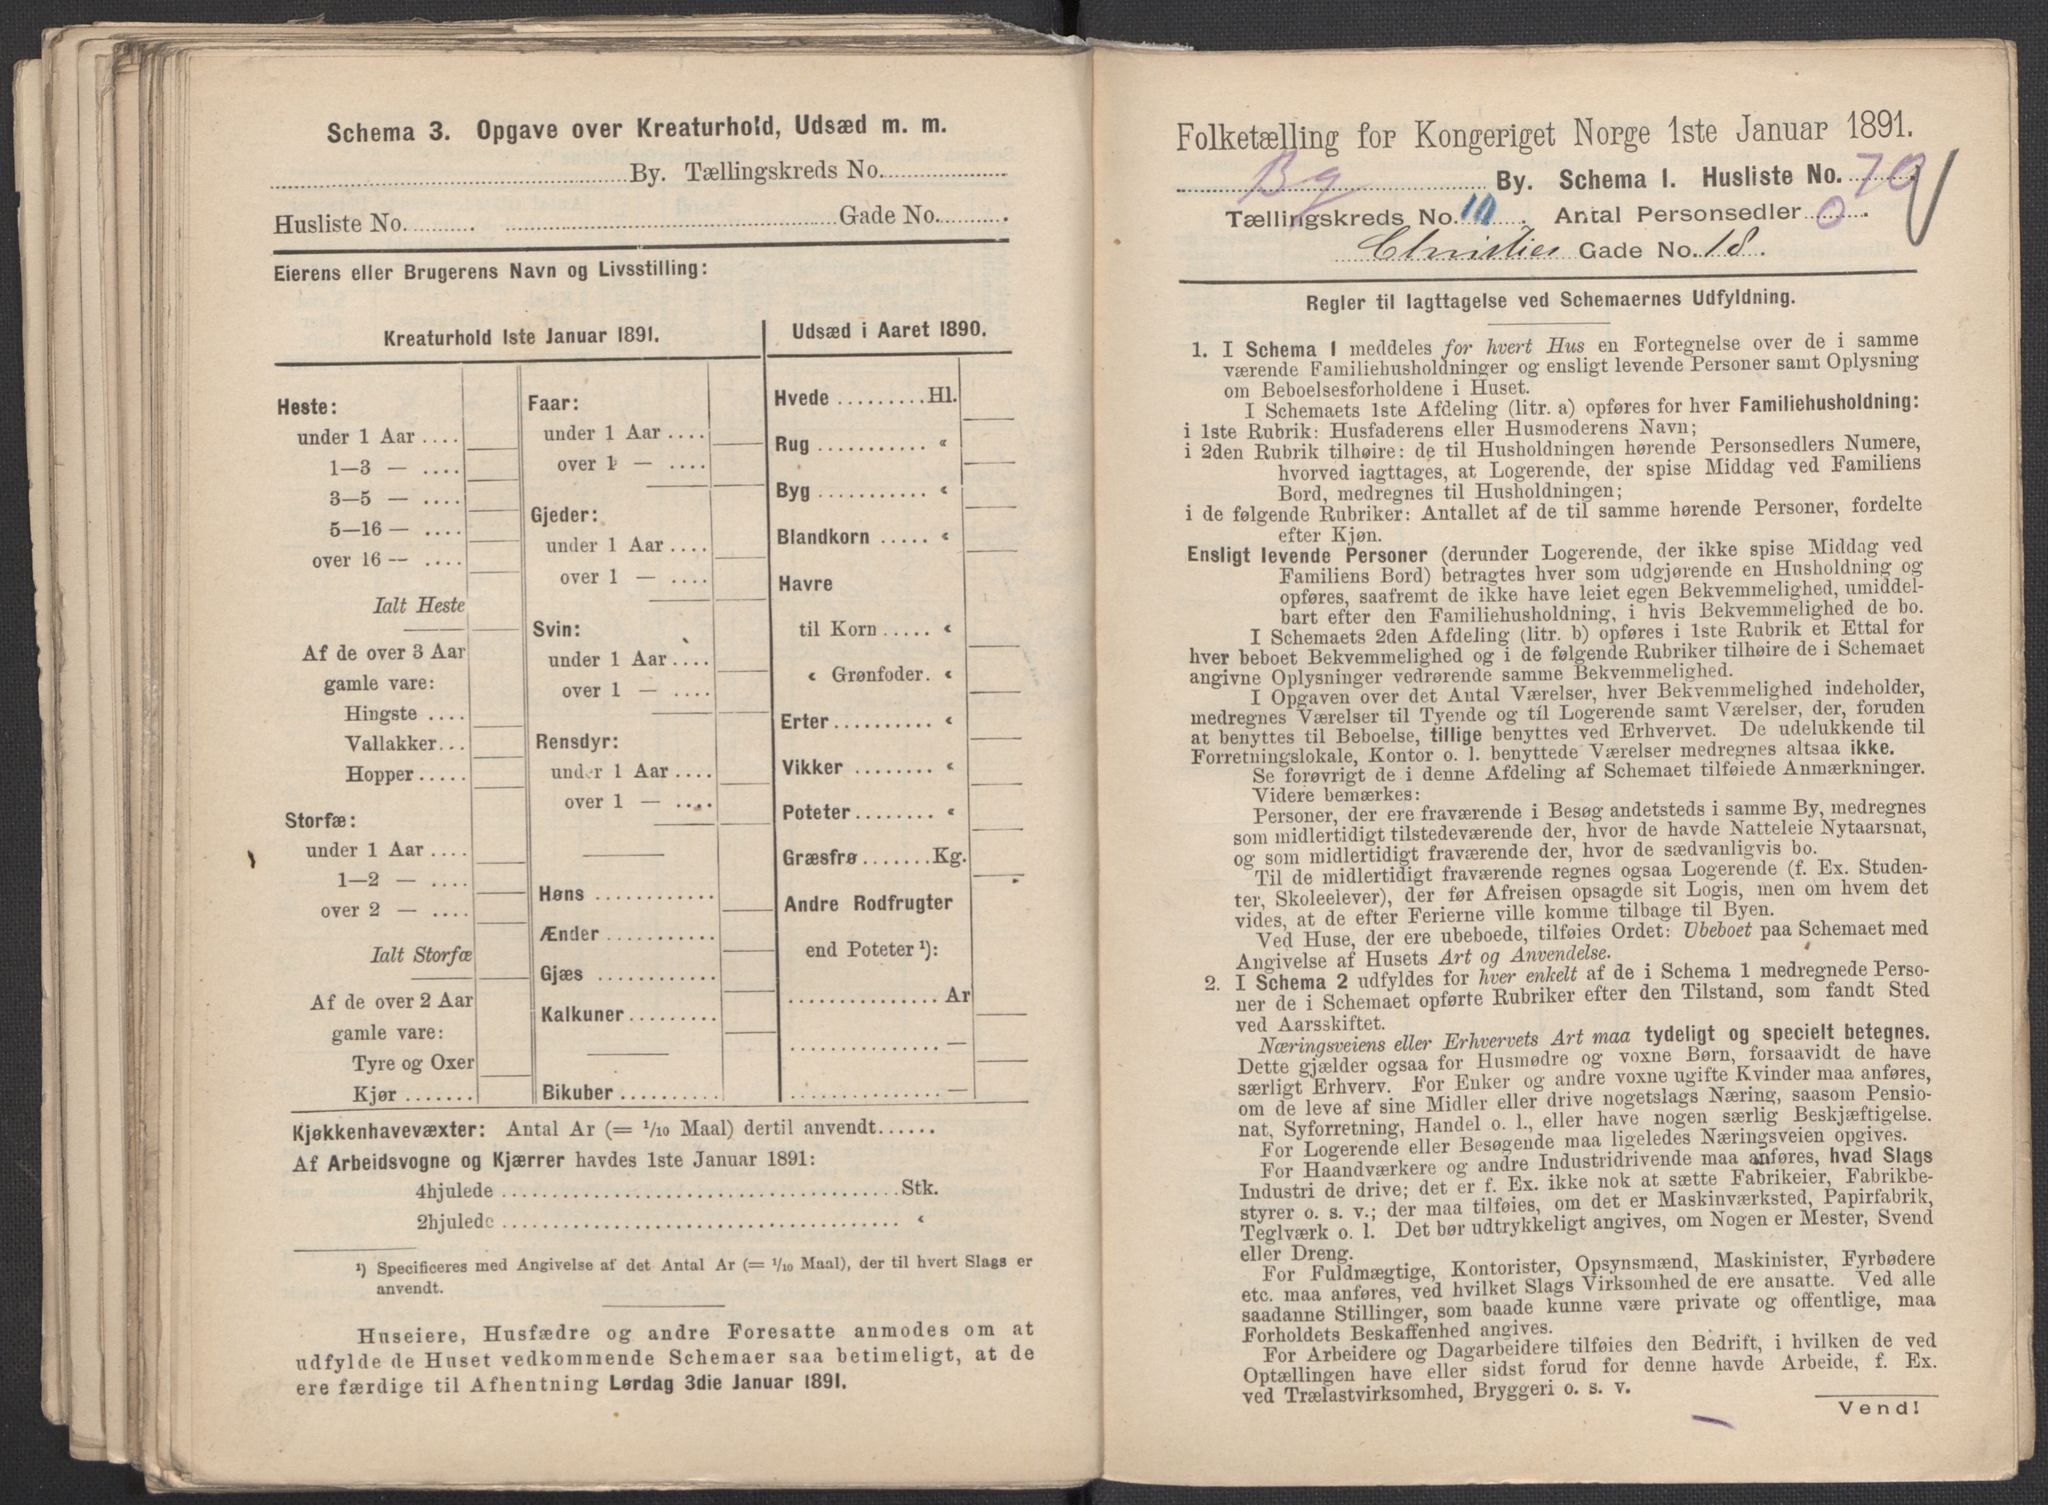 Schema 3. Opgave over Kreaturhold, Udsæd m. m.
By. Tællingskreds No.
Husliste No. Gade No.
Eierens eller Brugerens Navn og Livsstilling:
Kreaturhold 1ste Januar 1891.
Heste:
under 1 Aar ....
1—3 — ....
3—5 — ....
5—16 — ....
over 16 — ....
Ialt Heste
Af de over 3 Aar
gamle vare:
Hingste ....
Vallakker...
Hopper .....
Storfæ:
under 1 Aar ....
1—2 — ....
over 2 — ....
Ialt Storfæ
Af de over 2 Aar
gamle vare:
Tyre og Oxer
Kjør .......
Faar:
under 1 Aar ....
over 1 — ....
Gjeder:
under 1 Aar ....
over 1 — ....
Svin:
under 1 Aar ....
over 1 — ....
Rensdyr:
under 1 Aar ....
over 1 — ....
Høns ............
Ænder ...........
Gjæs ............
Kalkuner .........
Bikuber ..........
Udsæd i Aaret 1890.
Hvede ......... Hl.
Rug ........... «
Byg ........... «
Blandkorn ..... «
Havre
til Korn ..... «
« Grønfoder. «
Erter .......... «
Vikker ......... «
Poteter ........ «
Græsfrø ....... Kg.
Andre Rodfrugter
end Poteter ¹):
............... Ar
............... —
............... —
Kjøkkenhavevæxter: Antal Ar (= 1/10 Maal) dertil anvendt......
Af Arbeidsvogne og Kjærrer havdes 1ste Januar 1891:
4hjulede ........................................ Stk.
2hjulede ........................................ «
¹) Specificeres med Angivelse af det Antal Ar (= 1/10 Maal), der til hvert Slags er
anvendt.
Huseiere, Husfædre og andre Foresatte anmodes om at
udfylde de Huset vedkommende Schemaer saa betimeligt, at de
ere færdige til Afhentning Lørdag 3die Januar 1891.
Folketælling for Kongeriget Norge 1ste Januar 1891.
Bg By. Schema 1. Husliste No. 70
Tællingskreds No. 10. Antal Personsedler 0
Christies Gade No. 18.
Regler til Iagttagelse ved Schemaernes Udfyldning.
1. I Schema 1 meddeles for hvert Hus en Fortegnelse over de i samme
værende Familiehusholdninger og ensligt levende Personer samt Oplysning
om Beboelsesforholdene i Huset.
I Schemaets 1ste Afdeling (litr. a) opføres for hver Familiehusholdning:
i 1ste Rubrik: Husfaderens eller Husmoderens Navn;
i 2den Rubrik tilhøire: de til Husholdningen hørende Personsedlers Numere,
hvorved iagttages, at Logerende, der spise Middag ved Familiens
Bord, medregnes til Husholdningen;
i de følgende Rubriker: Antallet af de til samme hørende Personer, fordelte
efter Kjøn.
Ensligt levende Personer (derunder Logerende, der ikke spise Middag ved
Familiens Bord) betragtes hver som udgjørende en Husholdning og
opføres, saafremt de ikke have leiet egen Bekvemmelighed, umiddel-
bart efter den Familiehusholdning, i hvis Bekvemmelighed de bo.
I Schemaets 2den Afdeling (litr. b) opføres i 1ste Rubrik et Ettal for
hver beboet Bekvemmelighed og i de følgende Rubriker tilhøire de i Schemaet
angivne Oplysninger vedrørende samme Bekvemmelighed.
I Opgaven over det Antal Værelser, hver Bekvemmelighed indeholder,
medregnes Værelser til Tyende og til Logerende samt Værelser, der, foruden
at benyttes til Beboelse, tillige benyttes ved Erhvervet. De udelukkende til
Forretningslokale, Kontor o. l. benyttede Værelser medregnes altsaa ikke.
Se forøvrigt de i denne Afdeling af Schemaet tilføiede Anmærkninger.
Videre bemærkes:
Personer, der ere fraværende i Besøg andetsteds i samme By, medregnes
som midlertidigt tilstedeværende der, hvor de havde Natteleie Nytaarsnat,
og som midlertidigt fraværende der, hvor de sædvanligvis bo.
Til de midlertidigt fraværende regnes ogsaa Logerende (f. Ex. Studen-
ter, Skoleelever), der før Afreisen opsagde sit Logis, men om hvem det
vides, at de efter Ferierne ville komme tilbage til Byen.
Ved Huse, der ere ubeboede, tilføies Ordet: Ubeboet paa Schemaet med
Angivelse af Husets Art og Anvendelse.
2. I Schema 2 udfyldes for hver enkelt af de i Schema 1 medregnede Perso-
ner de i Schemaet opførte Rubriker efter den Tilstand, som fandt Sted
ved Aarsskiftet.
Næringsveiens eller Erhvervets Art maa tydeligt og specielt betegnes.
Dette gjælder ogsaa for Husmødre og voxne Børn, forsaavidt de have
særligt Erhverv. For Enker og andre voxne ugifte Kvinder maa anføres,
om de leve af sine Midler eller drive nogetslags Næring, saasom Pensio-
nat, Syforretning, Handel o. l., eller have nogen særlig Beskjæftigelse.
For Logerende eller Besøgende maa ligeledes Næringsveien opgives.
For Haandværkere og andre Industridrivende maa anføres, hvad Slags
Industri de drive; det er f. Ex. ikke nok at sætte Fabrikeier, Fabrikbe-
styrer o. s. v.; der maa tilføies, om det er Maskinværksted, Papirfabrik,
Teglværk o. l. Det bør udtrykkeligt angives, om Nogen er Mester, Svend
eller Dreng.
For Fuldmægtige, Kontorister, Opsynsmænd, Maskinister, Fyrbødere
etc. maa anføres, ved hvilket Slags Virksomhed de ere ansatte. Ved alle
saadanne Stillinger, som baade kunne være private og offentlige, maa
Forholdets Beskaffenhed angives.
For Arbeidere og Dagarbeidere tilføies den Bedrift, i hvilken de ved
Optællingen have eller sidst forud for denne havde Arbeide, f. Ex.
ved Trælastvirksomhed, Bryggeri o. s. v.
Vend!